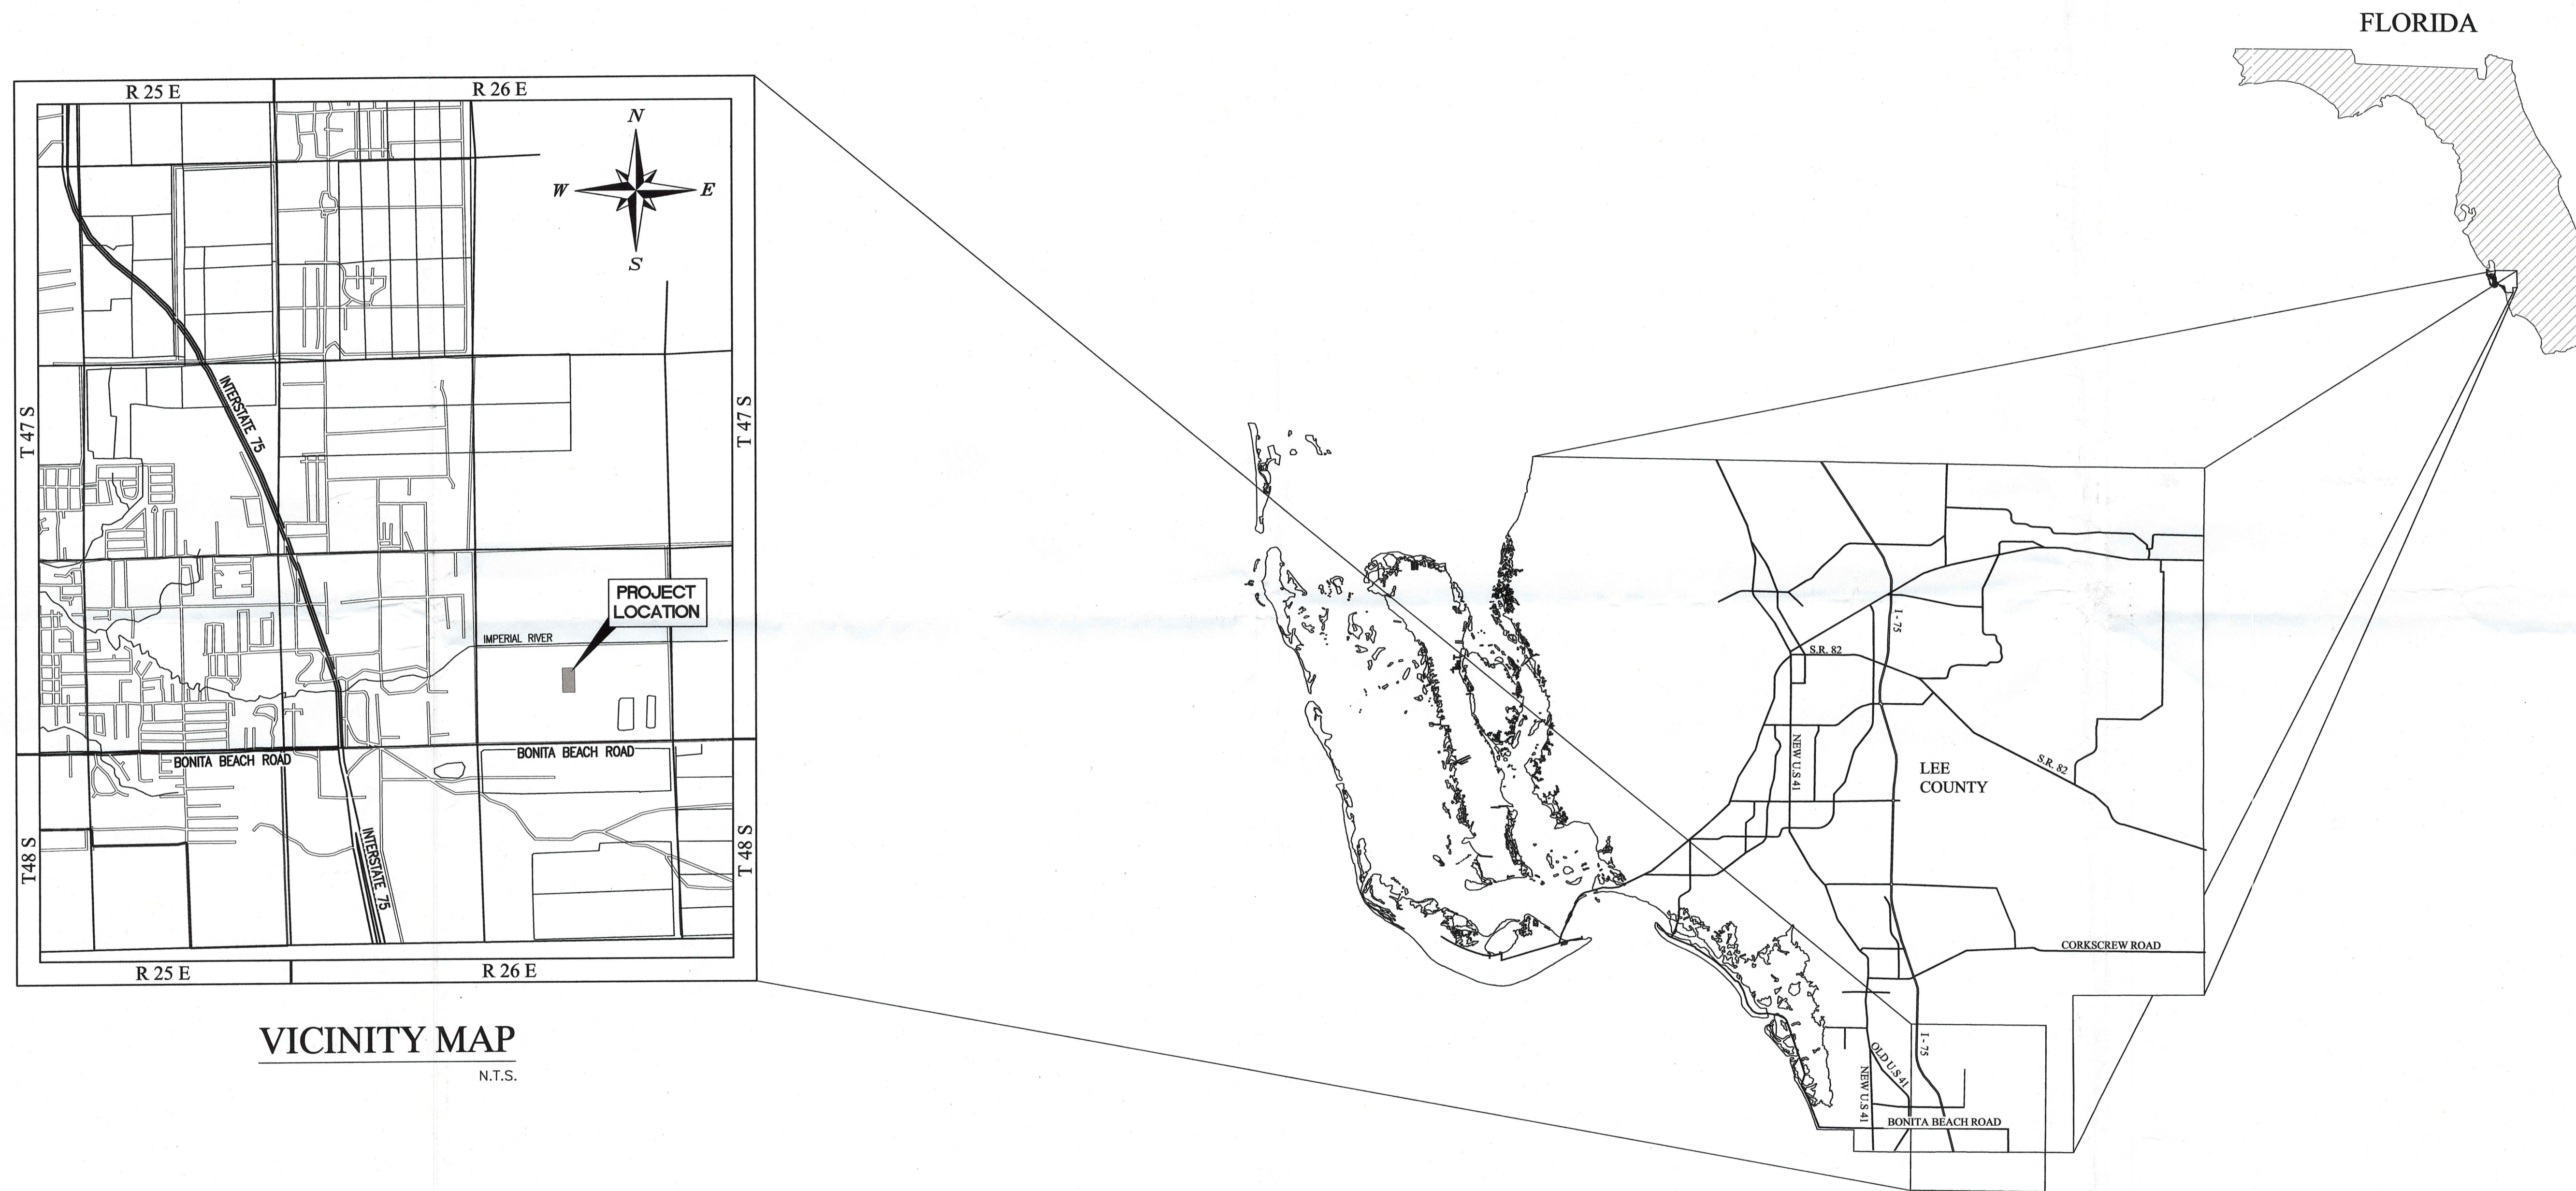 FLORIDA
R 25 E
R 26 E
N
W
E
S
T 47 S
T 47 S
INTERSTATE 75
PROJECT
LOCATION
IMPERIAL RIVER
BONITA BEACH ROAD
BONITA BEACH ROAD
T48 S
T 48 S
INTERSTATE 75
R 25 E
R 26 E
VICINITY MAP
N.T.S.
I - 75
S.R. 82
NEW U.S 41
LEE
COUNTY
S.R. 82
CORKSCREW ROAD
I - 75
OLD U.S 41
NEW U.S 41
BONITA BEACH ROAD